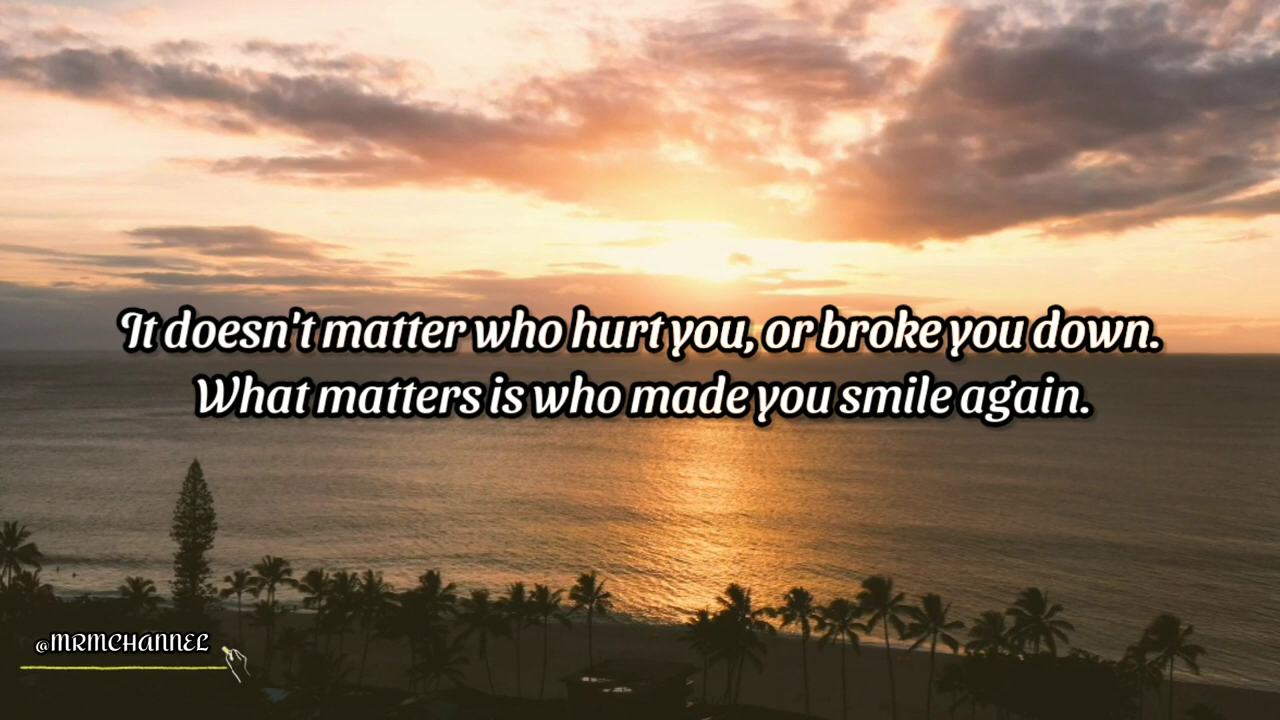 It doesn't matter who hurt you, or broke you down.
What matters is who made you smile again.
@MRMCHANNEL